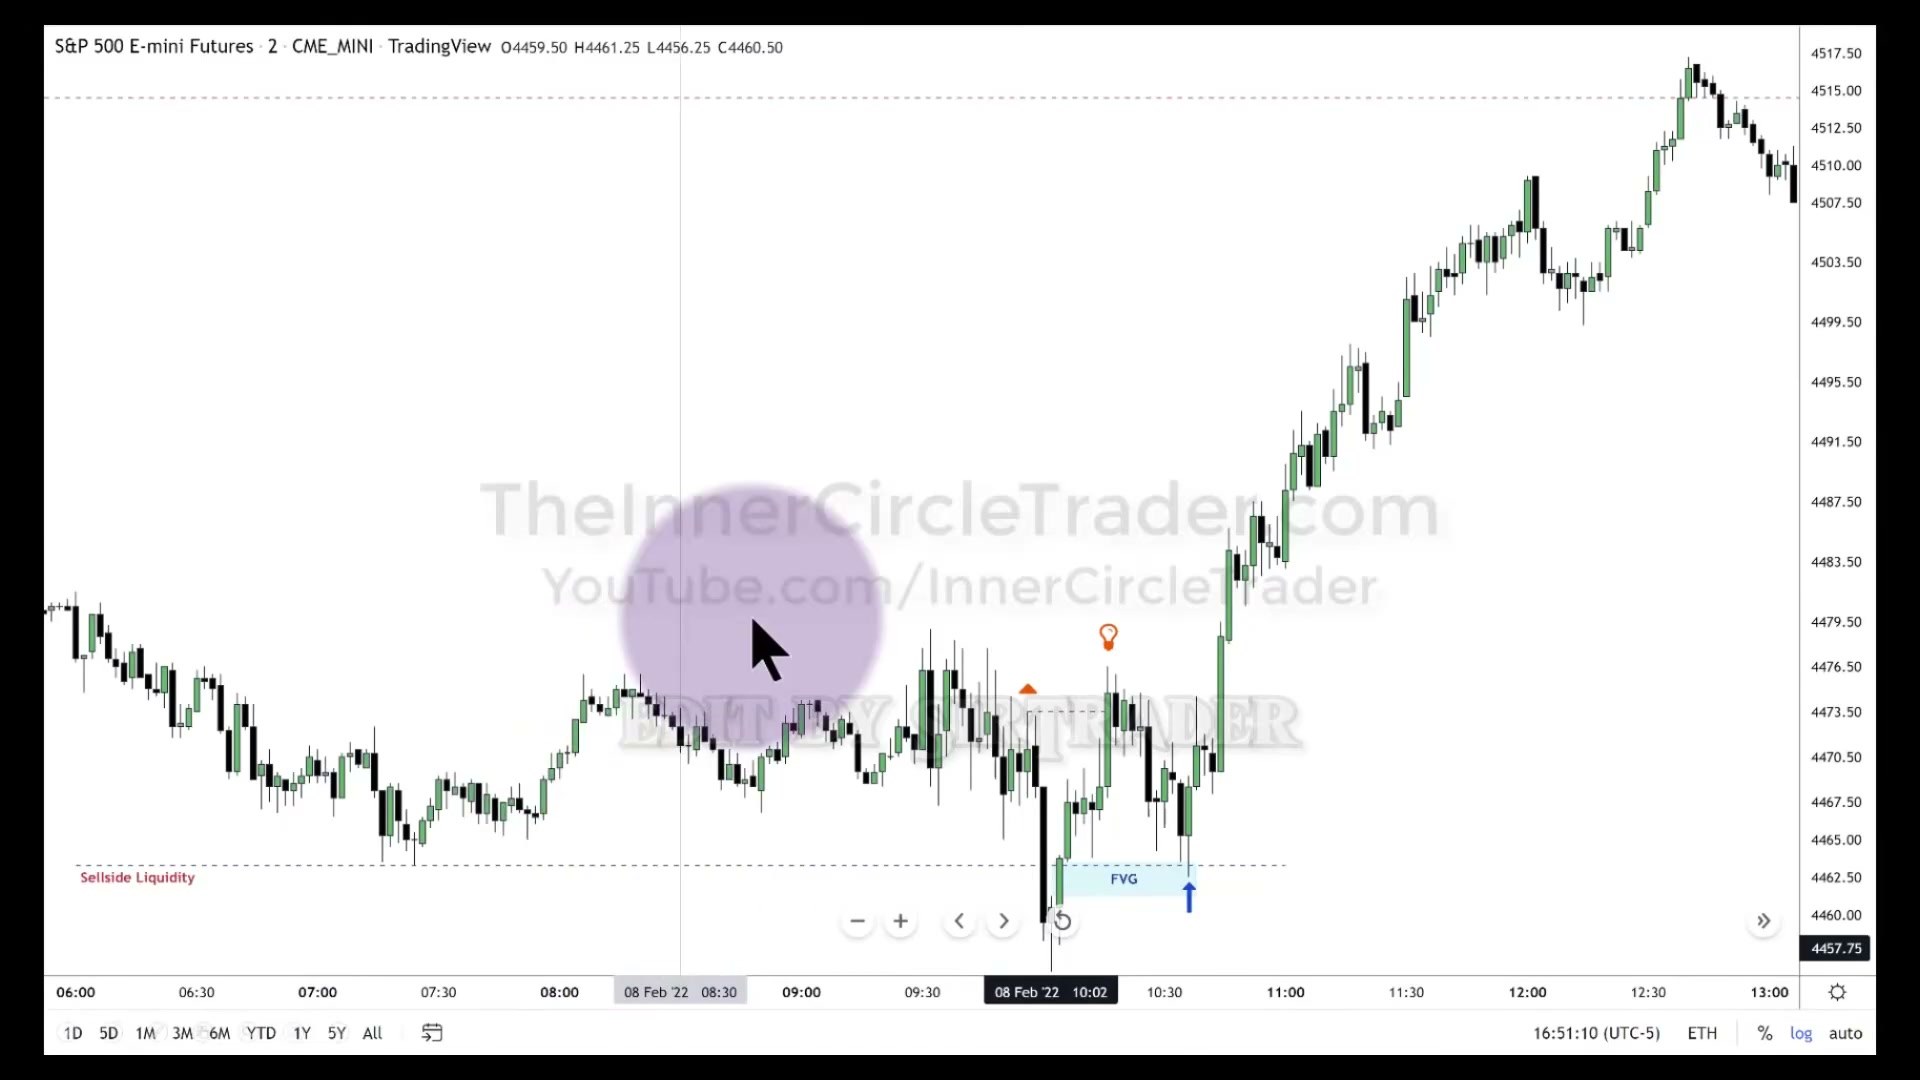 S&P 500 E-mini Futures · 2 · CME_MINI · TradingView O4459.50 H4461.25 L4456.25 C4460.50
4517.50
4515.00
4512.50
4510.00
4507.50
4503.50
4499.50
4495.50
4491.50
4487.50
4483.50
4479.50
4476.50
4473.50
4470.50
4467.50
4465.00
4462.50
4460.00
4457.75
TheInnerCircleTrader.com
YouTube.com/InnerCircleTrader
Sellside Liquidity
FVG
06:00 06:30 07:00 07:30 08:00 08 Feb '22 08:30 09:00 09:30 08 Feb '22 10:02 10:30 11:00 11:30 12:00 12:30 13:00
1D 5D 1M 3M 6M YTD 1Y 5Y All
16:51:10 (UTC-5) ETH % log auto